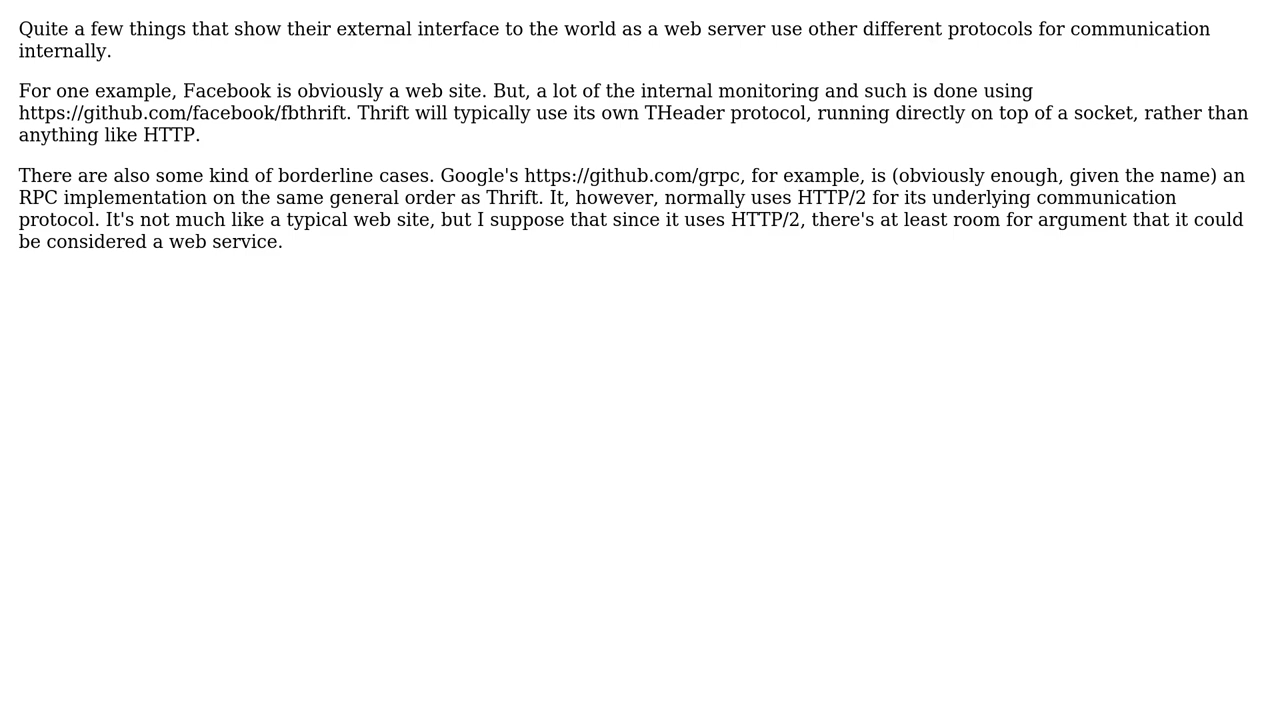 Quite a few things that show their external interface to the world as a web server use other different protocols for communication
internally.
For one example, Facebook is obviously a web site. But, a lot of the internal monitoring and such is done using
https://github.com/facebook/fbthrift. Thrift will typically use its own THeader protocol, running directly on top of a socket, rather than
anything like HTTP.
There are also some kind of borderline cases. Google's https://github.com/grpc, for example, is (obviously enough, given the name) an
RPC implementation on the same general order as Thrift. It, however, normally uses HTTP/2 for its underlying communication
protocol. It's not much like a typical web site, but I suppose that since it uses HTTP/2, there's at least room for argument that it could
be considered a web service.